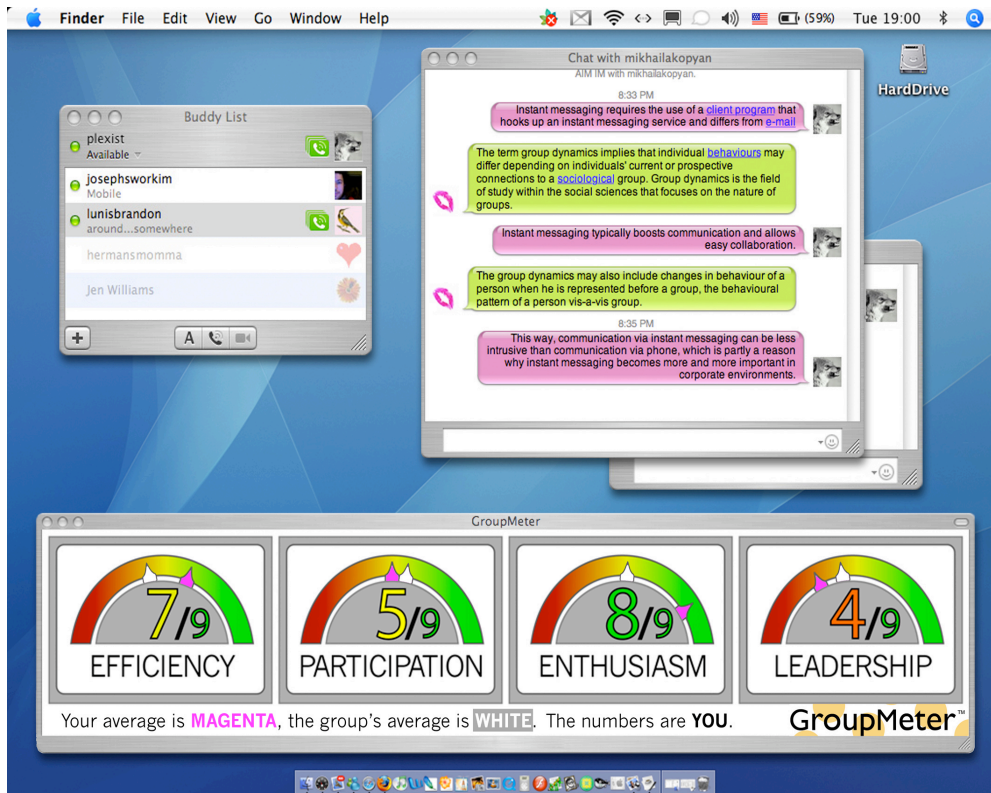 Finder File Edit View Go Window Help (59%) Tue 19:00
HardDrive
Buddy List
plexist
Available
josephsworkim
Mobile
lunisbrandon
around...somewhere
hermansmomma
Jen Williams
A
Chat with mikhailakopyan
AIM IM with mikhailakopyan.
8:33 PM
Instant messaging requires the use of a client program that
hooks up an instant messaging service and differs from e-mail
The term group dynamics implies that individual behaviours may
differ depending on individuals' current or prospective
connections to a sociological group. Group dynamics is the field
of study within the social sciences that focuses on the nature of
groups.
Instant messaging typically boosts communication and allows
easy collaboration.
The group dynamics may also include changes in behaviour of a
person when he is represented before a group, the behavioural
pattern of a person vis-a-vis group.
8:35 PM
This way, communication via instant messaging can be less
intrusive than communication via phone, which is partly a reason
why instant messaging becomes more and more important in
corporate environments.
GroupMeter
7/9
EFFICIENCY
5/9
PARTICIPATION
8/9
ENTHUSIASM
4/9
LEADERSHIP
Your average is MAGENTA, the group's average is WHITE. The numbers are YOU.
GroupMeter™